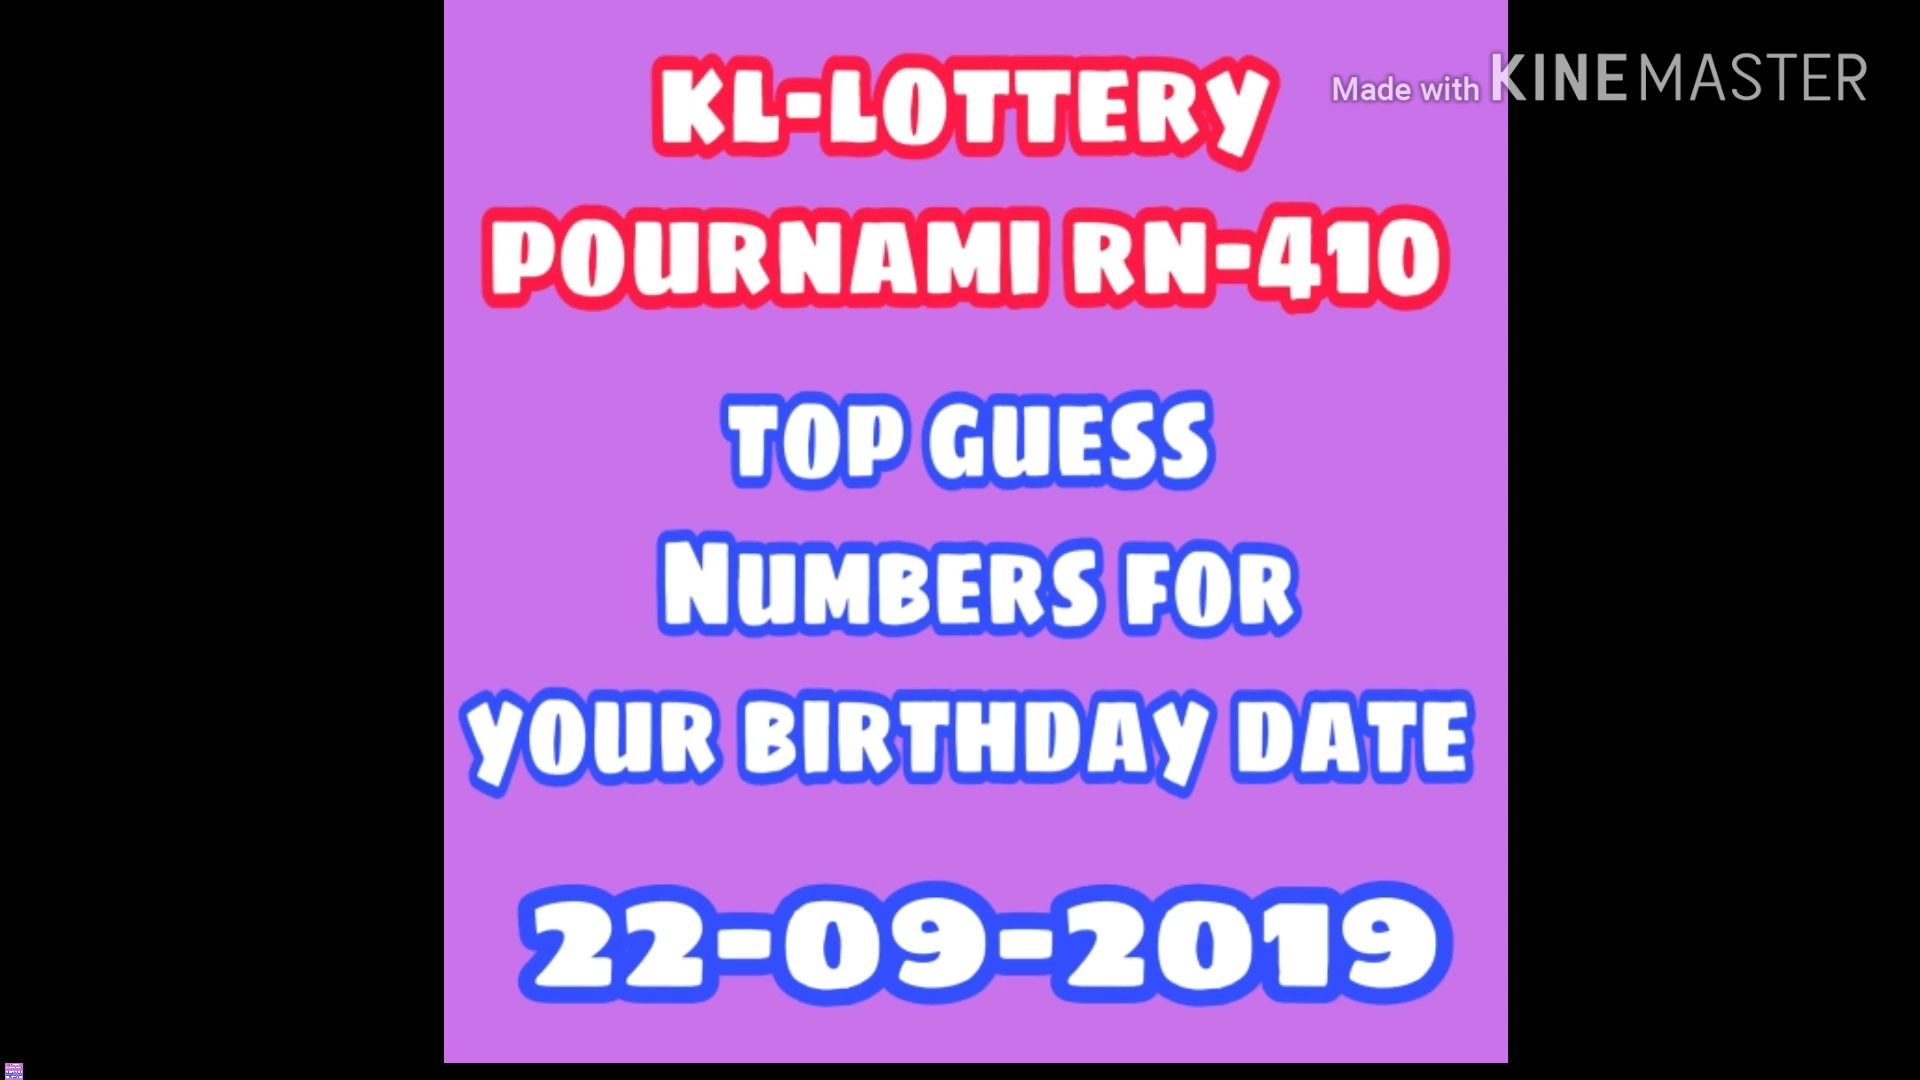 KL-LOTTERY
Made with KINEMASTER
POURNAMI RN-410
TOP GUESS
NUMBERS FOR
YOUR BIRTHDAY DATE
22-09-2019